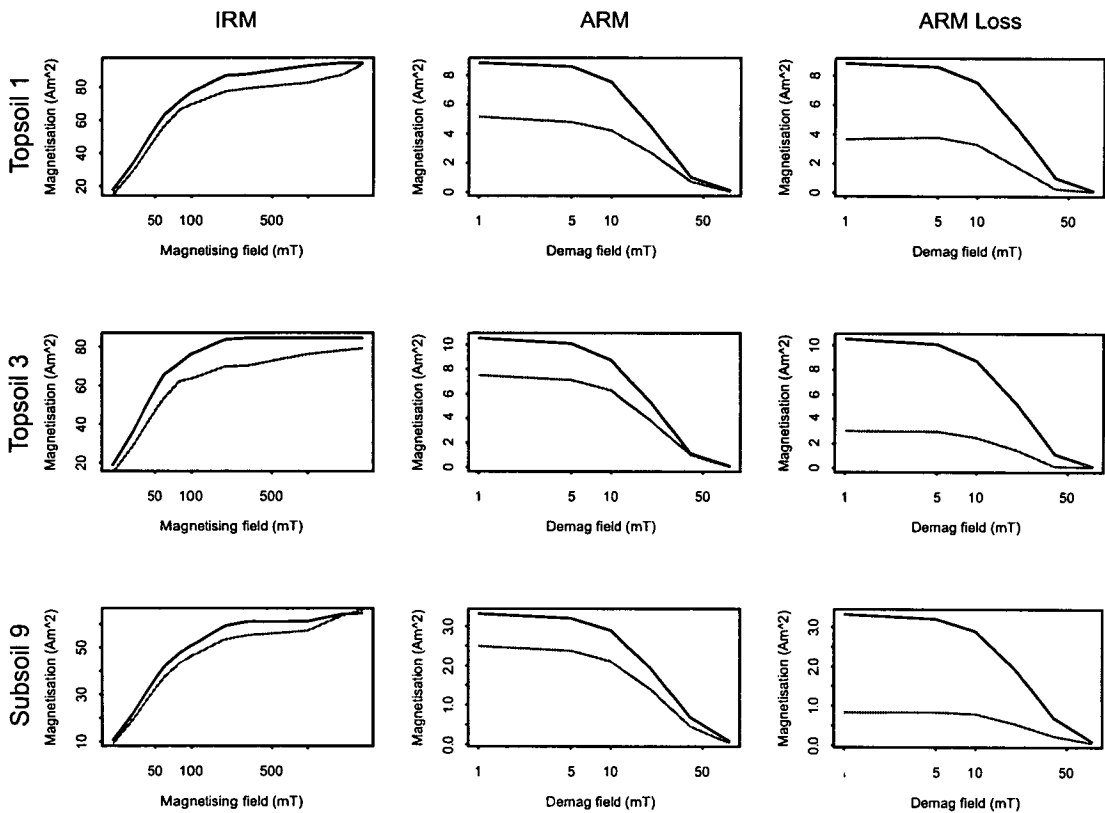 IRM
ARM
ARM Loss
Topsoil 1
Magnetisation (Am^2)
20 40 60 80
50 100 500
Magnetising field (mT)
Magnetisation (Am^2)
0 2 4 6 8
1 5 10 50
Demag field (mT)
Magnetisation (Am^2)
0 2 4 6 8
1 5 10 50
Demag field (mT)
Topsoil 3
Magnetisation (Am^2)
20 40 60 80
50 100 500
Magnetising field (mT)
Magnetisation (Am^2)
0 2 4 6 8 10
1 5 10 50
Demag field (mT)
Magnetisation (Am^2)
0 2 4 6 8 10
1 5 10 50
Demag field (mT)
Subsoil 9
Magnetisation (Am^2)
10 30 50
50 100 500
Magnetising field (mT)
Magnetisation (Am^2)
0.0 1.0 2.0 3.0
1 5 10 50
Demag field (mT)
Magnetisation (Am^2)
0.0 1.0 2.0 3.0
5 10 50
Demag field (mT)